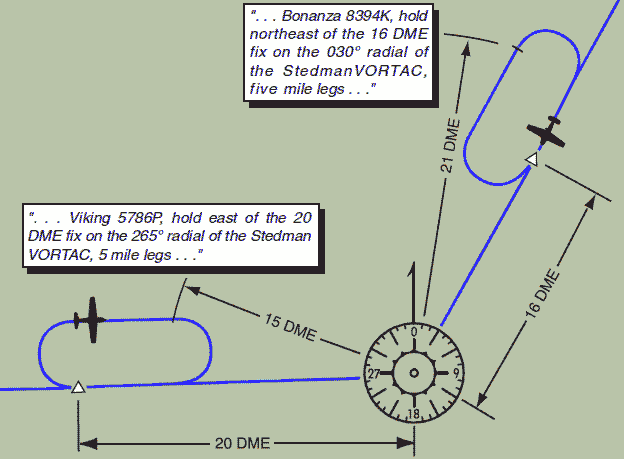 ". . . Bonanza 8394K, hold
northeast of the 16 DME
fix on the 030° radial of
the StedmanVORTAC,
five mile legs . . ."
21 DME
". . . Viking 5786P, hold east of the 20
DME fix on the 265° radial of the Stedman
VORTAC, 5 mile legs . . ."
15 DME
16 DME
0
27
9
18
20 DME